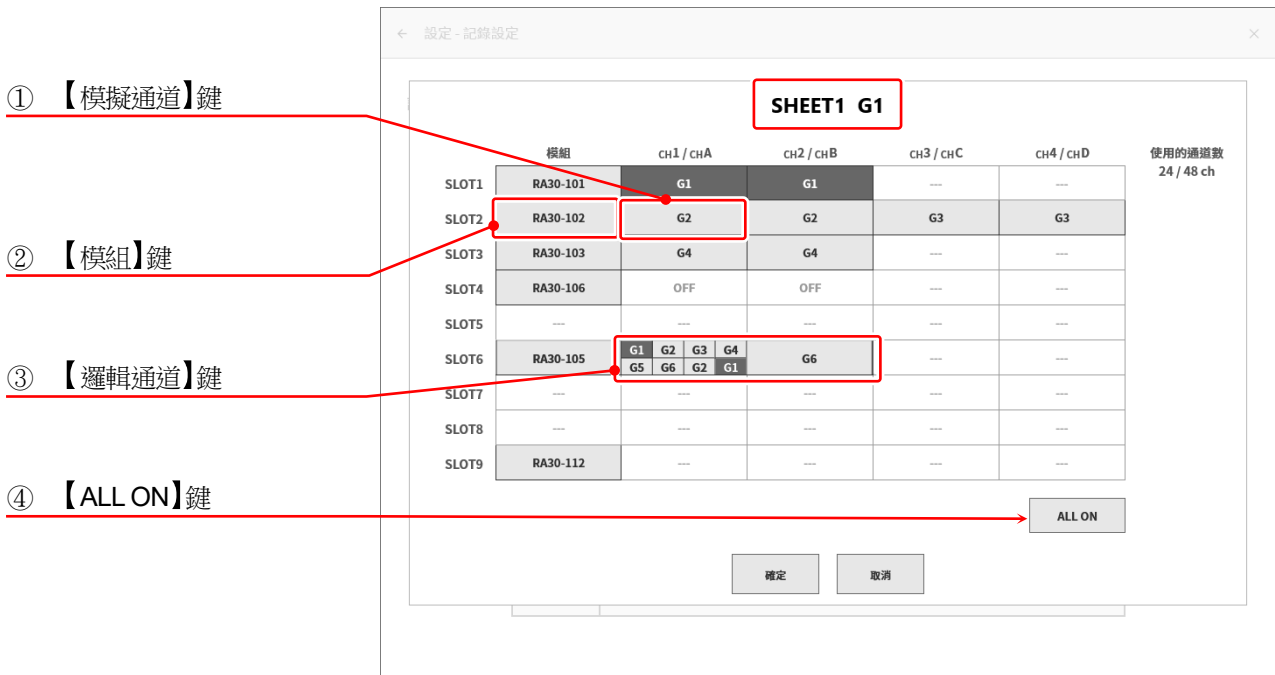 ← 設定 - 記錄設定 ×
① 【模擬通道】鍵
② 【模組】鍵
③ 【邏輯通道】鍵
④ 【ALL ON】鍵
SHEET1 G1
模組 CH1 / CHA CH2 / CHB CH3 / CHC CH4 / CHD 使用的通道數
24 / 48 ch
SLOT1 RA30-101 G1 G1 --- ---
SLOT2 RA30-102 G2 G2 G3 G3
SLOT3 RA30-103 G4 G4 --- ---
SLOT4 RA30-106 OFF OFF --- ---
SLOT5 --- --- --- --- ---
SLOT6 RA30-105 G1 G2 G3 G4 G6 --- ---
G5 G6 G2 G1
SLOT7 --- --- --- --- ---
SLOT8 --- --- --- --- ---
SLOT9 RA30-112 --- --- --- ---
ALL ON
確定 取消